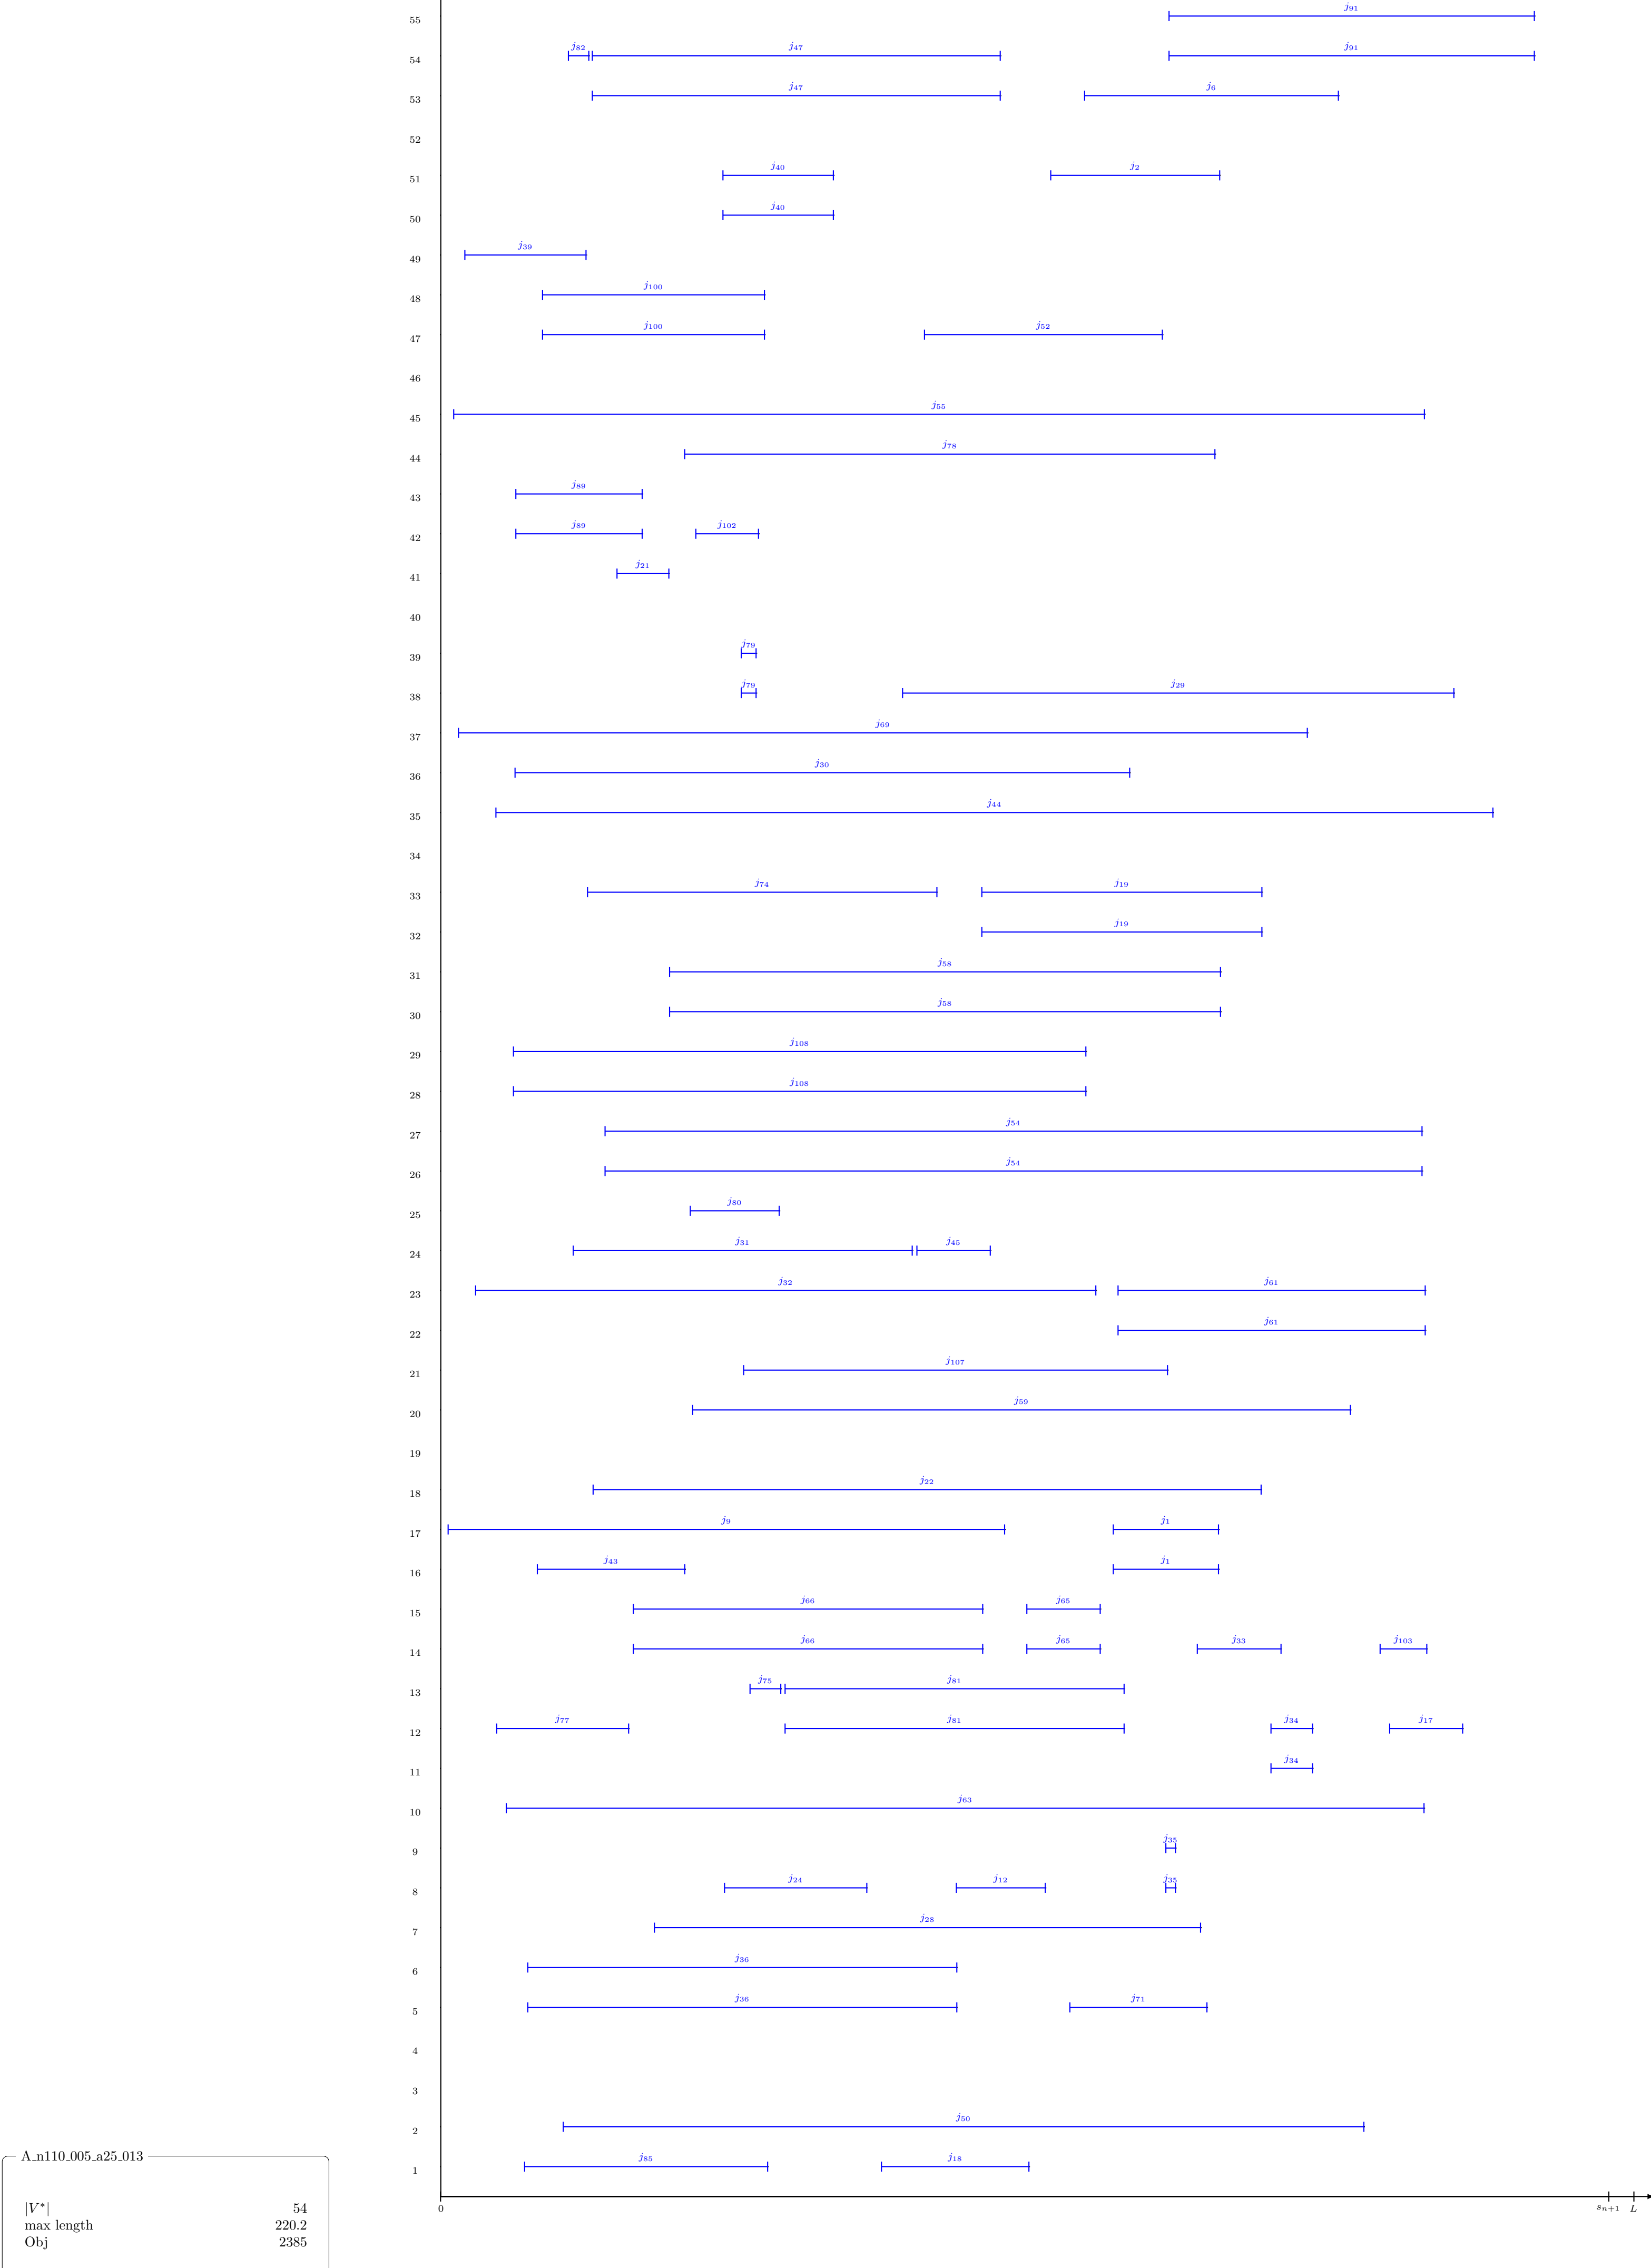 j91
55
j82 j47 j91
54
j47 j6
53
52
j40 j2
51
j40
50
j39
49
j100
48
j100 j52
47
46
j55
45
j78
44
j89
43
j89 j102
42
j21
41
40
j79
39
j79 j29
38
j69
37
j30
36
j44
35
34
j74 j19
33
j19
32
j58
31
j58
30
j108
29
j108
28
j54
27
j54
26
j80
25
j31 j45
24
j32 j61
23
j61
22
j107
21
j59
20
19
j22
18
j9 j1
17
j43 j1
16
j66 j65
15
j66 j65 j33 j103
14
j75 j81
13
j77 j81 j34 j17
12
j34
11
j63
10
j35
9
j24 j12 j35
8
j28
7
j36
6
j36 j71
5
4
3
j50
2
j85 j18
1
0 sn+1 L
A_n110_005_a25_013
|V*| 54
max length 220.2
Obj 2385